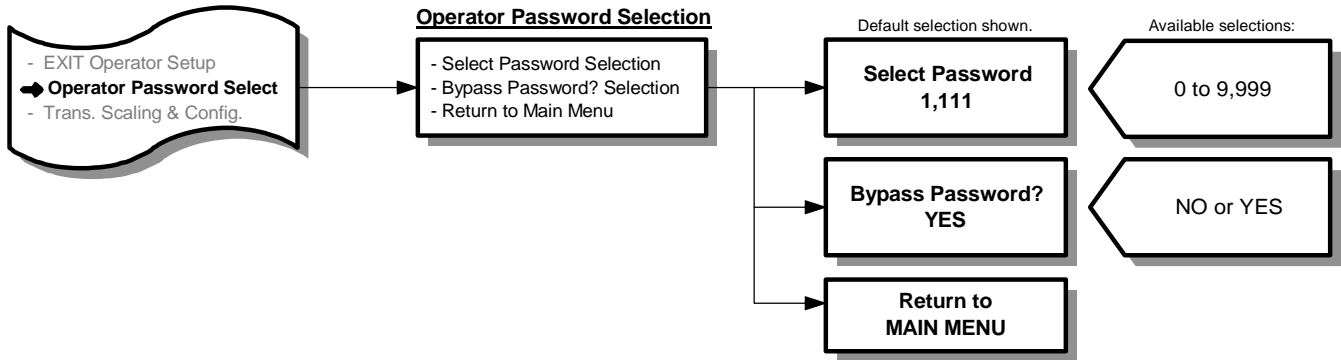 - EXIT Operator Setup
Operator Password Select
- Trans. Scaling & Config.
Operator Password Selection
- Select Password Selection
- Bypass Password? Selection
- Return to Main Menu
Default selection shown.
Select Password
1,111
Bypass Password?
YES
Return to
MAIN MENU
Available selections:
0 to 9,999
NO or YES